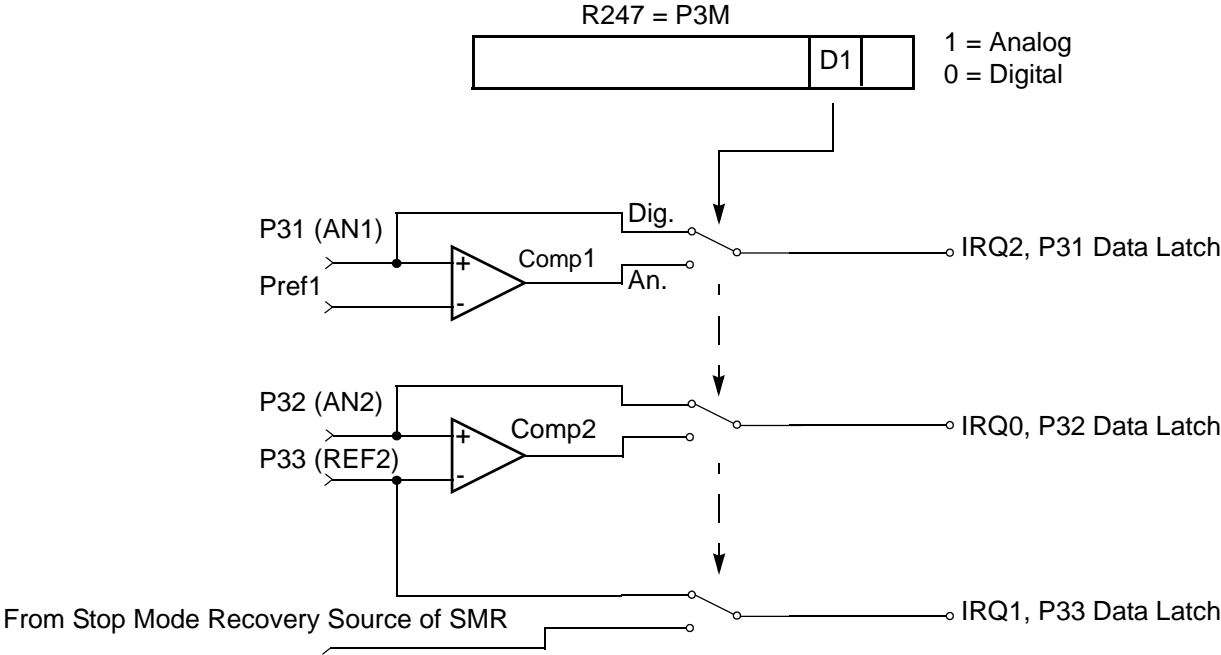 R247 = P3M
D1
1 = Analog
0 = Digital
P31 (AN1)
Dig.
IRQ2, P31 Data Latch
+
Comp1
Pref1
An.
-
P32 (AN2)
IRQ0, P32 Data Latch
+
Comp2
P33 (REF2)
-
From Stop Mode Recovery Source of SMR
IRQ1, P33 Data Latch